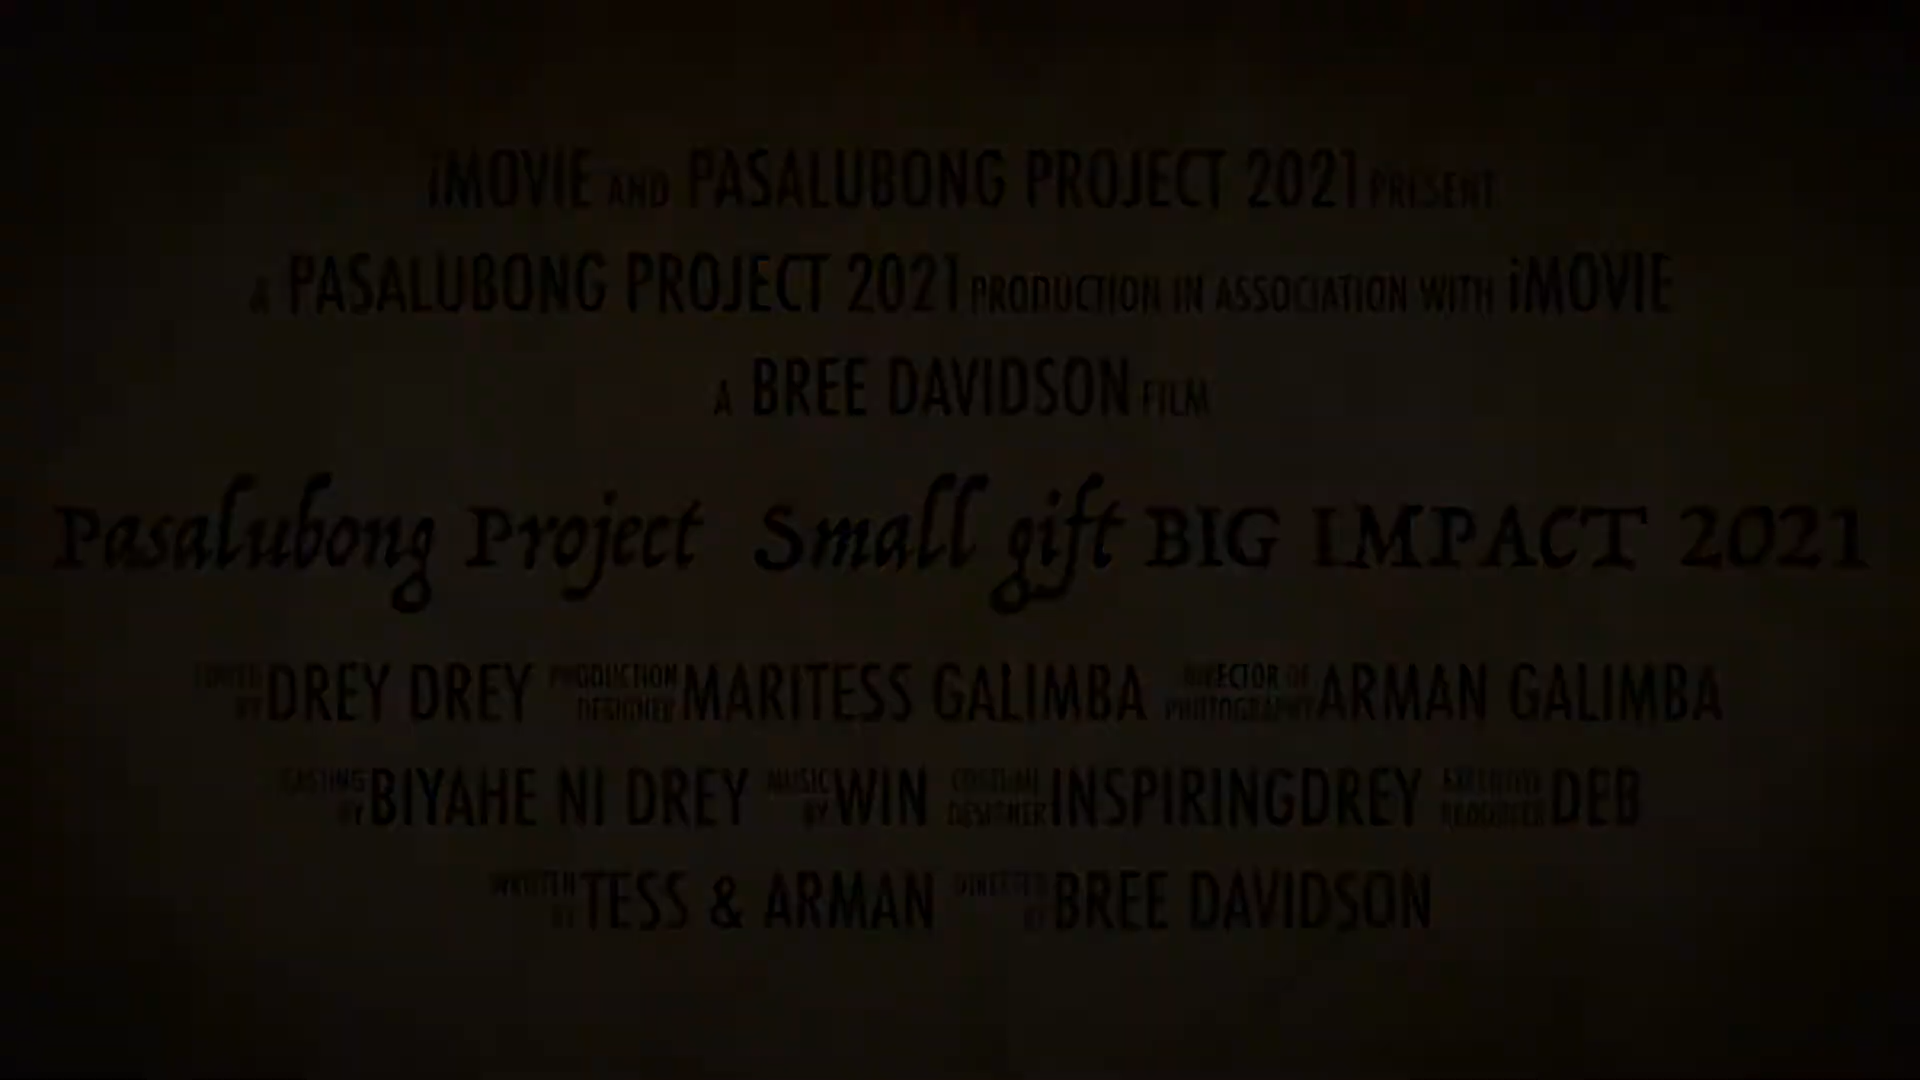 iMOVIE AND PASALUBONG PROJECT 2021 PRESENT
A PASALUBONG PROJECT 2021 PRODUCTION IN ASSOCIATION WITH iMOVIE
A BREE DAVIDSON FILM
Pasalubong Project Small gift BIG IMPACT 2021
EDITED BY DREY DREY PRODUCTION DESIGNER MARITESS GALIMBA DIRECTOR OF PHOTOGRAPHY ARMAN GALIMBA
CASTING BY BIYAHE NI DREY MUSIC BY WIN COSTUME DESIGNER INSPIRINGDREY EXECUTIVE PRODUCER DEB
WRITTEN BY TESS & ARMAN DIRECTED BY BREE DAVIDSON